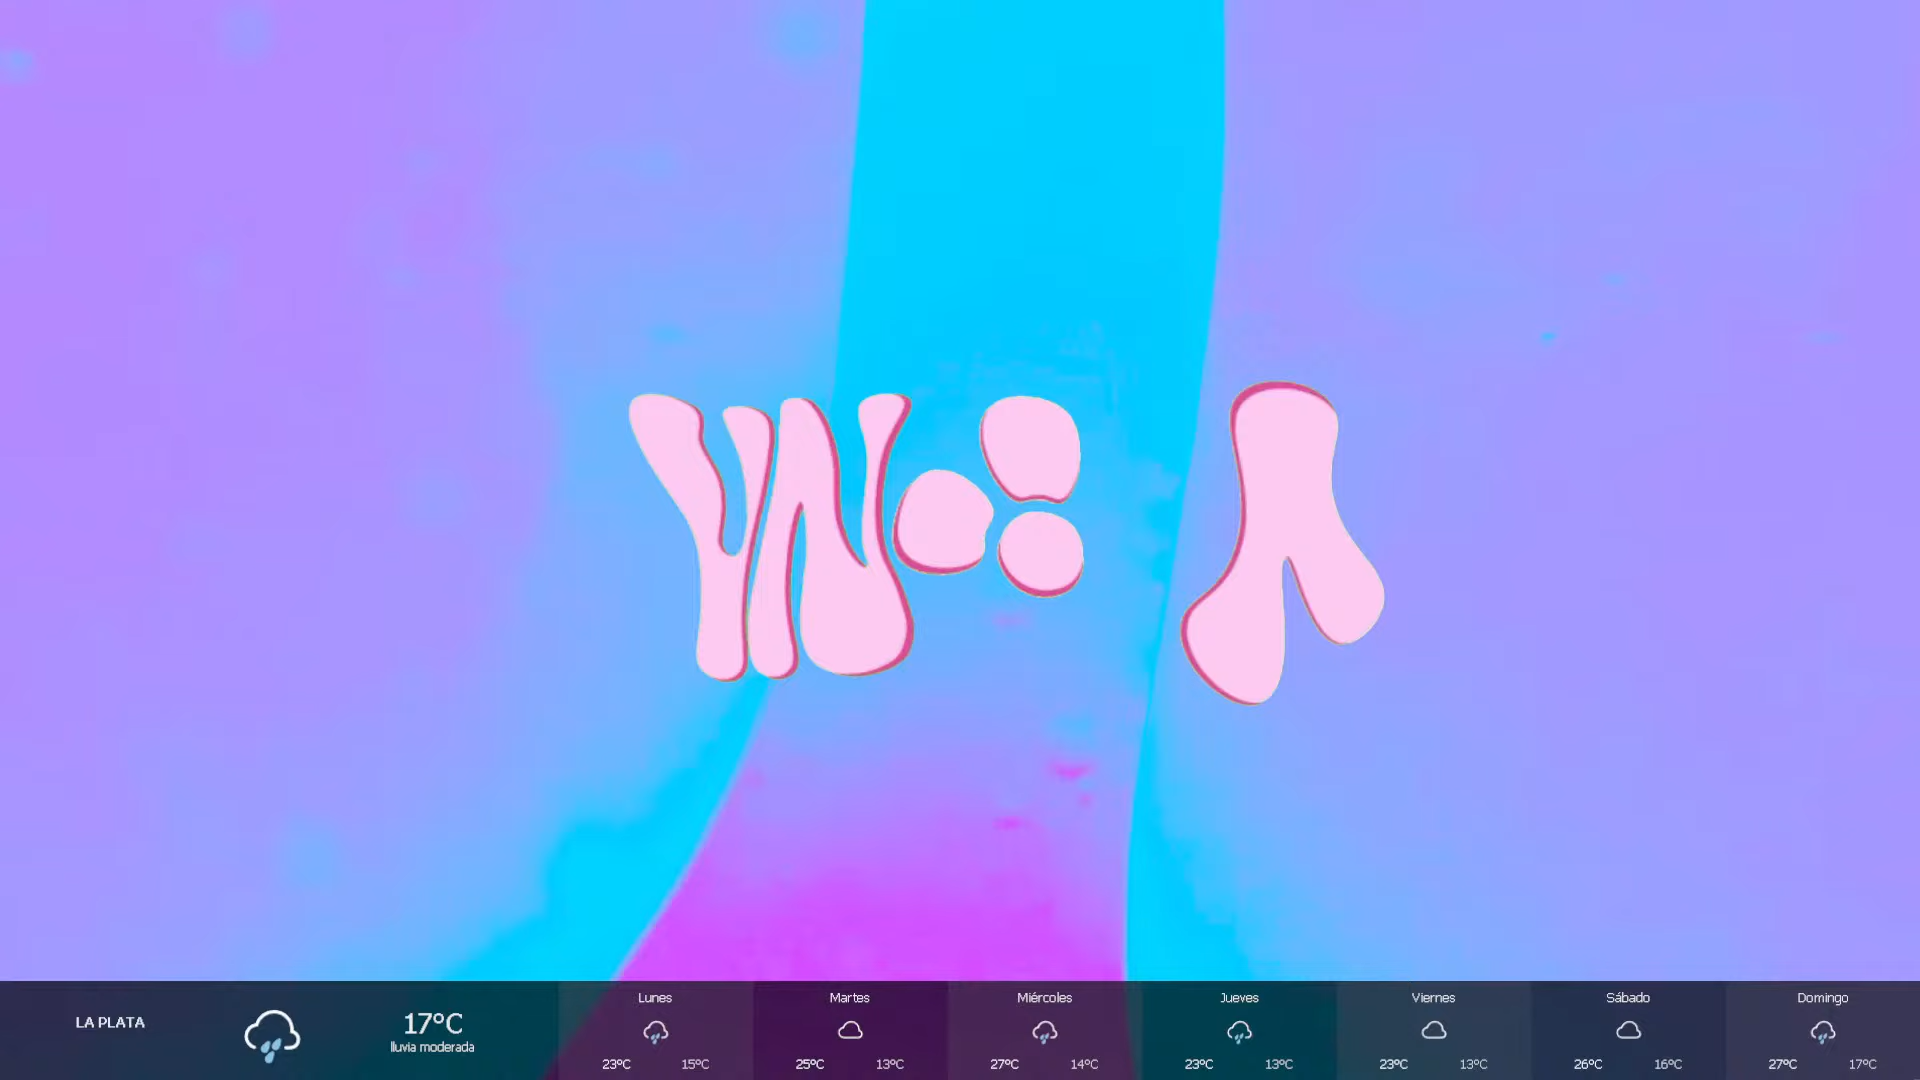 LA PLATA
17°C
lluvia moderada
Lunes
23°C 15°C
Martes
25°C 13°C
Miércoles
27°C 14°C
Jueves
23°C 13°C
Viernes
23°C 13°C
Sábado
26°C 16°C
Domingo
27°C 17°C